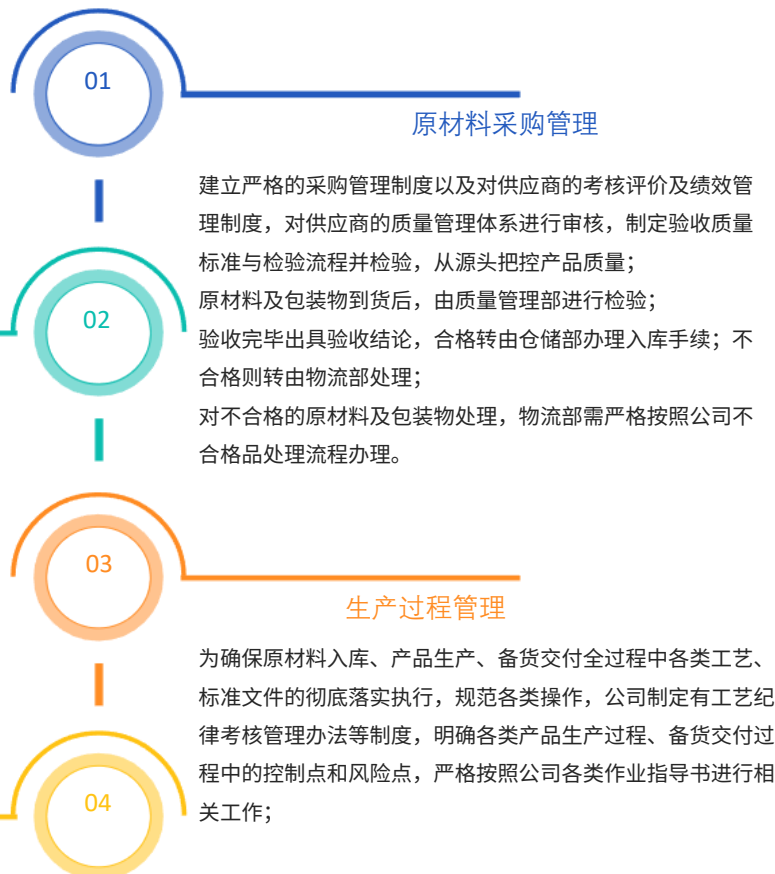 01
原材料采购管理
建立严格的采购管理制度以及对供应商的考核评价及绩效管
理制度，对供应商的质量管理体系进行审核，制定验收质量
标准与检验流程并检验，从源头把控产品质量；
原材料及包装物到货后，由质量管理部进行检验；
02
验收完毕出具验收结论，合格转由仓储部办理入库手续；不
合格则转由物流部处理；
对不合格的原材料及包装物处理，物流部需严格按照公司不
合格品处理流程办理。
03
生产过程管理
为确保原材料入库、产品生产、备货交付全过程中各类工艺、
标准文件的彻底落实执行，规范各类操作，公司制定有工艺纪
律考核管理办法等制度，明确各类产品生产过程、备货交付过
程中的控制点和风险点，严格按照公司各类作业指导书进行相
关工作；
04